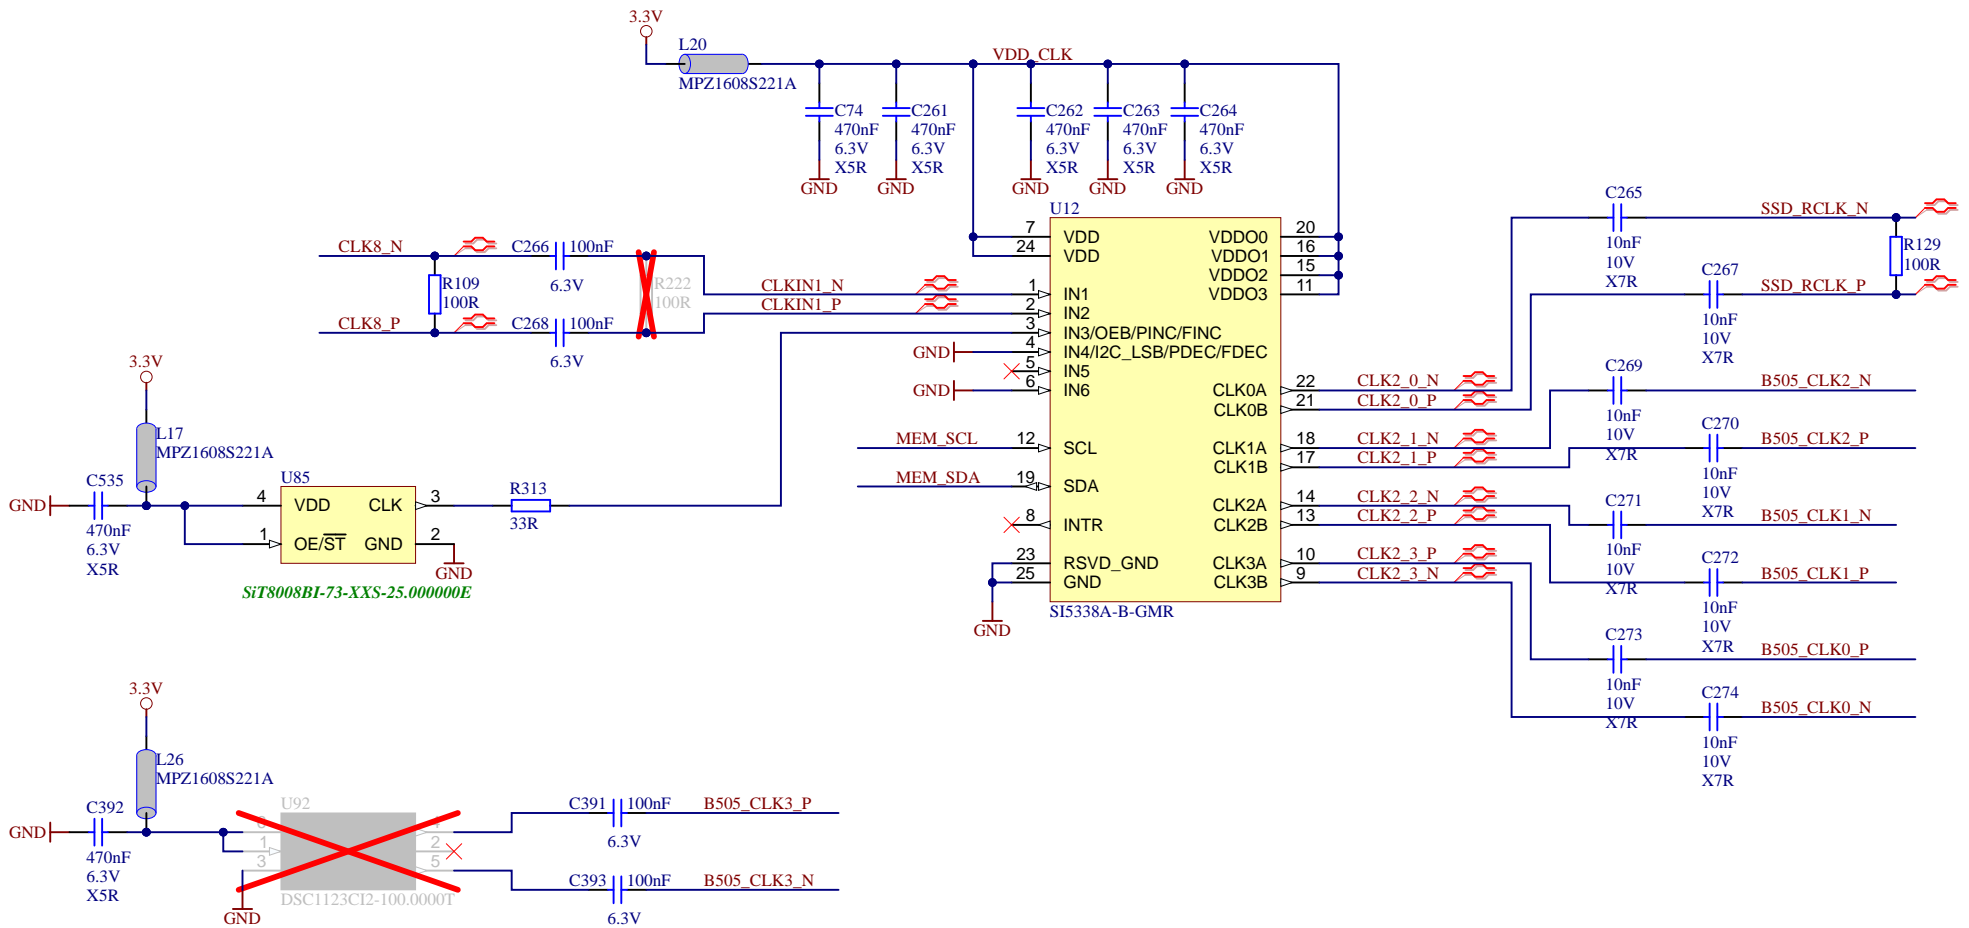 3.3V
L20
MPZ1608S221A
VDD_CLK
C74
470nF
6.3V
X5R
GND
C261
470nF
6.3V
X5R
GND
C262
470nF
6.3V
X5R
GND
C263
470nF
6.3V
X5R
GND
C264
470nF
6.3V
X5R
GND
CLK8_N
R109
100R
CLK8_P
C266
100nF
6.3V
C268
100nF
6.3V
R222
100R
CLKIN1_N
CLKIN1_P
GND
GND
MEM_SCL
MEM_SDA
U12
7 VDD
24 VDD
1 IN1
2 IN2
3 IN3/OEB/PINC/FINC
4 IN4/I2C_LSB/PDEC/FDEC
5 IN5
6 IN6
12 SCL
19 SDA
8 INTR
23 RSVD_GND
25 GND
VDDO0 20
VDDO1 16
VDDO2 15
VDDO3 11
CLK0A 22
CLK0B 21
CLK1A 18
CLK1B 17
CLK2A 14
CLK2B 13
CLK3A 10
CLK3B 9
SI5338A-B-GMR
GND
CLK2_0_N
CLK2_0_P
CLK2_1_N
CLK2_1_P
CLK2_2_N
CLK2_2_P
CLK2_3_P
CLK2_3_N
C265
10nF
10V
X7R
SSD_RCLK_N
R129
100R
C267
10nF
10V
X7R
SSD_RCLK_P
C269
10nF
10V
X7R
B505_CLK2_N
C270
10nF
10V
X7R
B505_CLK2_P
C271
10nF
10V
X7R
B505_CLK1_N
C272
10nF
10V
X7R
B505_CLK1_P
C273
10nF
10V
X7R
B505_CLK0_P
C274
10nF
10V
X7R
B505_CLK0_N
3.3V
L17
MPZ1608S221A
C535
GND
470nF
6.3V
X5R
U85
4 VDD
1 OE/ST
CLK 3
GND 2
GND
SiT8008BI-73-XXS-25.000000E
R313
33R
3.3V
L26
MPZ1608S221A
C392
GND
470nF
6.3V
X5R
U92
1
3
2
5
DSC1123CI2-100.0000T
GND
C391
100nF
6.3V
B505_CLK3_P
C393
100nF
6.3V
B505_CLK3_N